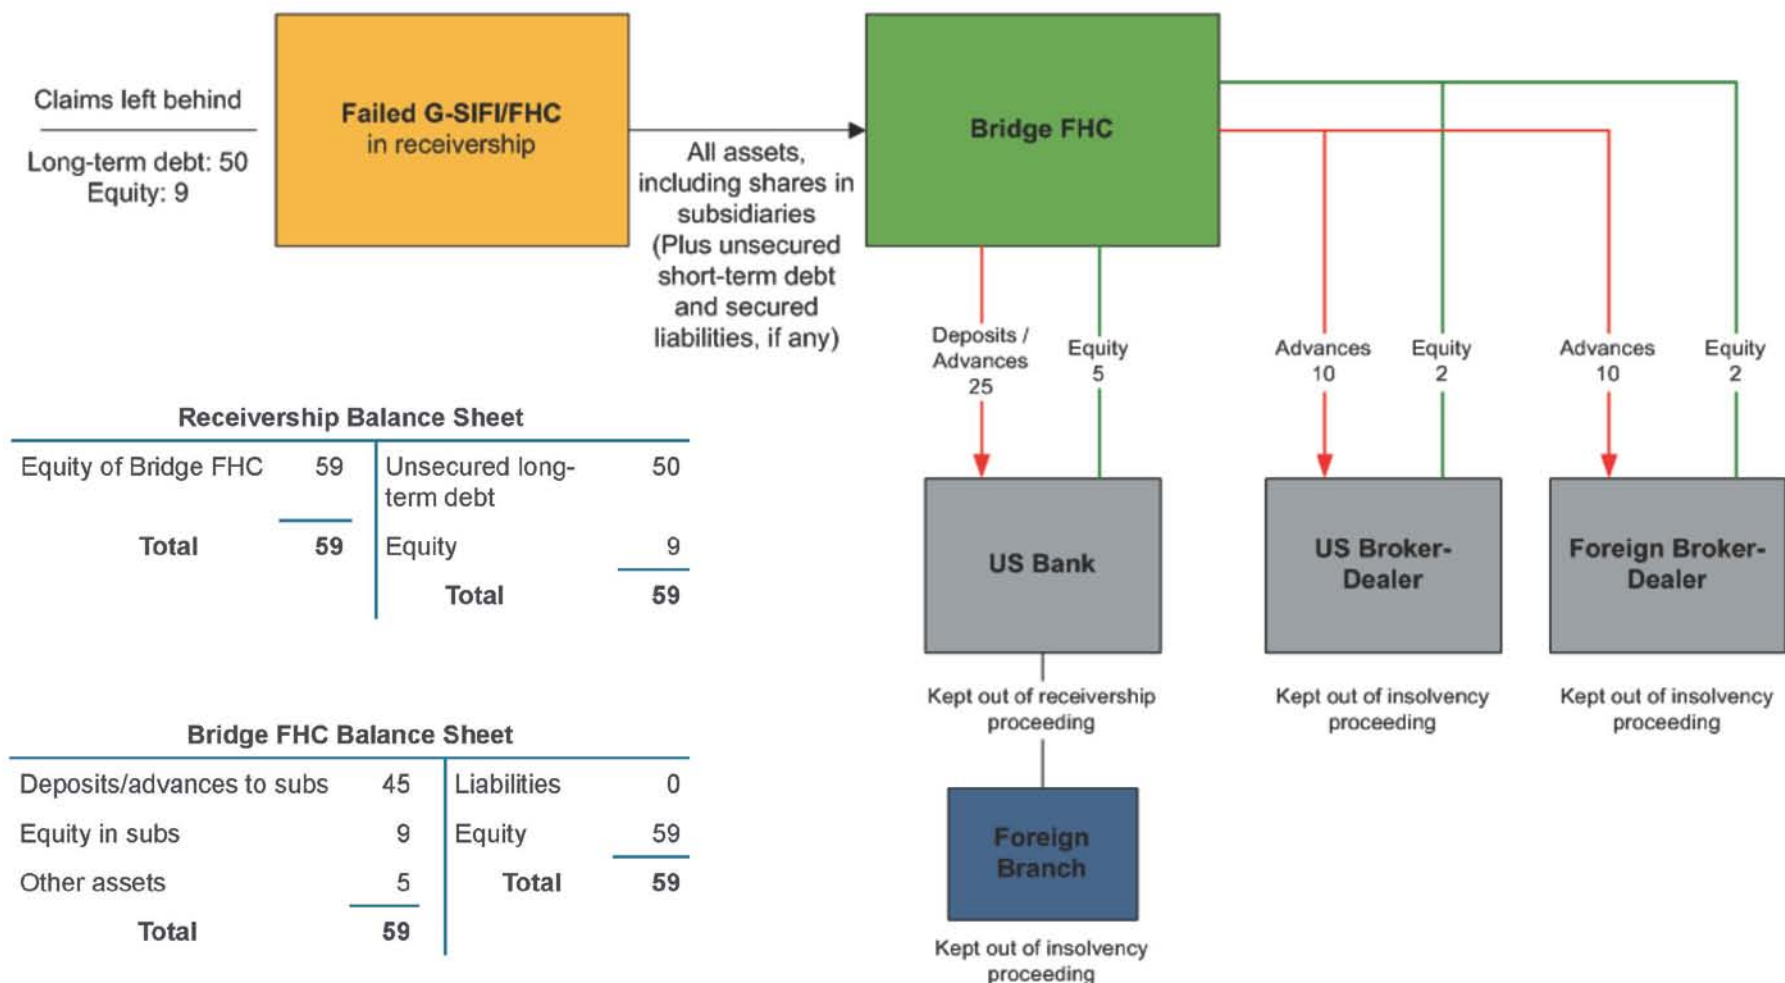 Claims left behind
Long-term debt: 50
Equity: 9
Failed G-SIFI/FHC
in receivership
All assets,
including shares in
subsidiaries
(Plus unsecured
short-term debt
and secured
liabilities, if any)
Bridge FHC
Deposits /
Advances
25
Equity
5
Advances
10
Equity
2
Advances
10
Equity
2
US Bank
US Broker-
Dealer
Foreign Broker-
Dealer
Kept out of receivership
proceeding
Kept out of insolvency
proceeding
Kept out of insolvency
proceeding
Foreign
Branch
Kept out of insolvency
proceeding
Receivership Balance Sheet
Equity of Bridge FHC 59 Unsecured long- 50
term debt
Total 59 Equity 9
Total 59
Bridge FHC Balance Sheet
Deposits/advances to subs 45 Liabilities 0
Equity in subs 9 Equity 59
Other assets 5 Total 59
Total 59